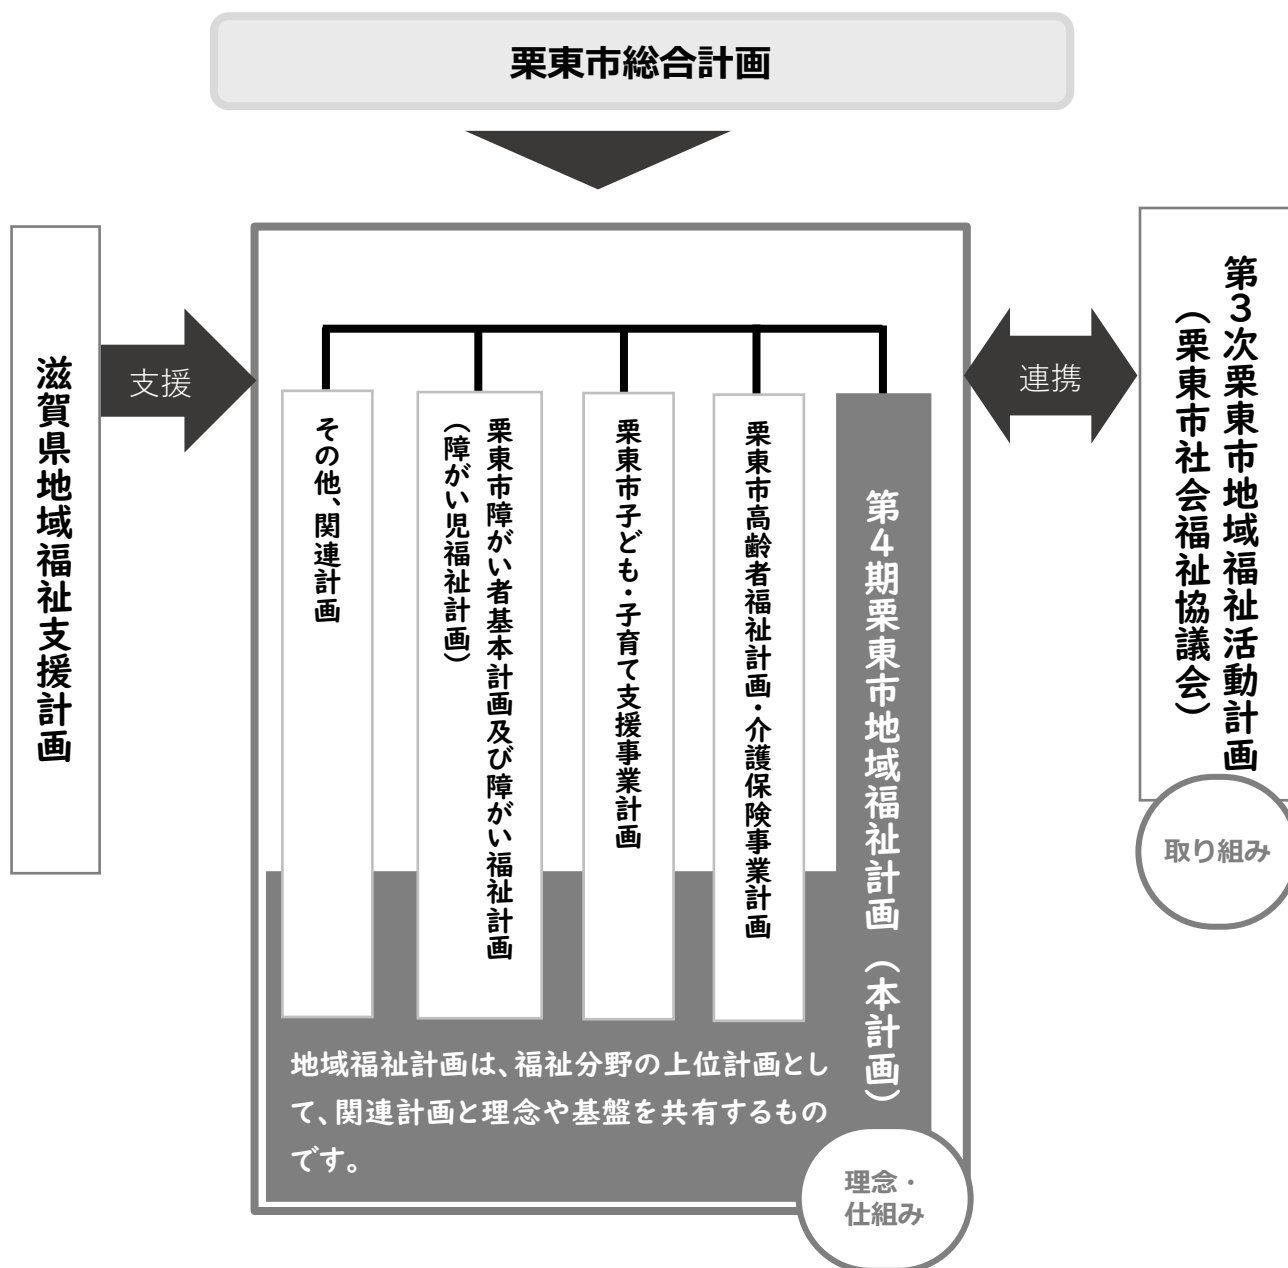 栗東市総合計画
滋賀県地域福祉支援計画
支援
その他、関連計画
栗東市障がい者基本計画及び障がい福祉計画
（障がい児福祉計画）
栗東市子ども・子育て支援事業計画
栗東市高齢者福祉計画・介護保険事業計画
第４期栗東市地域福祉計画（本計画）
地域福祉計画は、福祉分野の上位計画とし
て、関連計画と理念や基盤を共有するもの
です。
理念・
仕組み
連携
第３次栗東市地域福祉活動計画
（栗東市社会福祉協議会）
取り組み